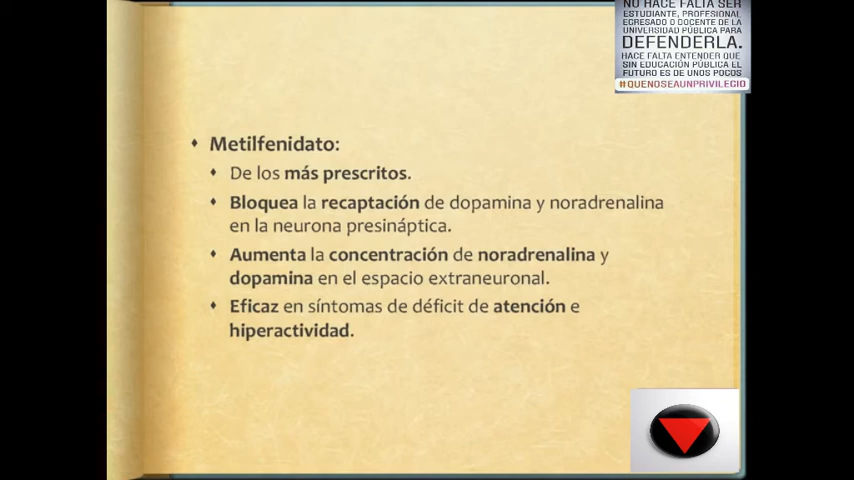 NO HACE FALTA SER
ESTUDIANTE, PROFESIONAL
EGRESADO O DOCENTE DE LA
UNIVERSIDAD PÚBLICA PARA
DEFENDERLA.
HACE FALTA ENTENDER QUE
SIN EDUCACIÓN PÚBLICA EL
FUTURO ES DE UNOS POCOS
#QUENOSEAUNPRIVILEGIO
Metilfenidato:
De los más prescritos.
Bloquea la recaptación de dopamina y noradrenalina
en la neurona presináptica.
Aumenta la concentración de noradrenalina y
dopamina en el espacio extraneuronal.
Eficaz en síntomas de déficit de atención e
hiperactividad.